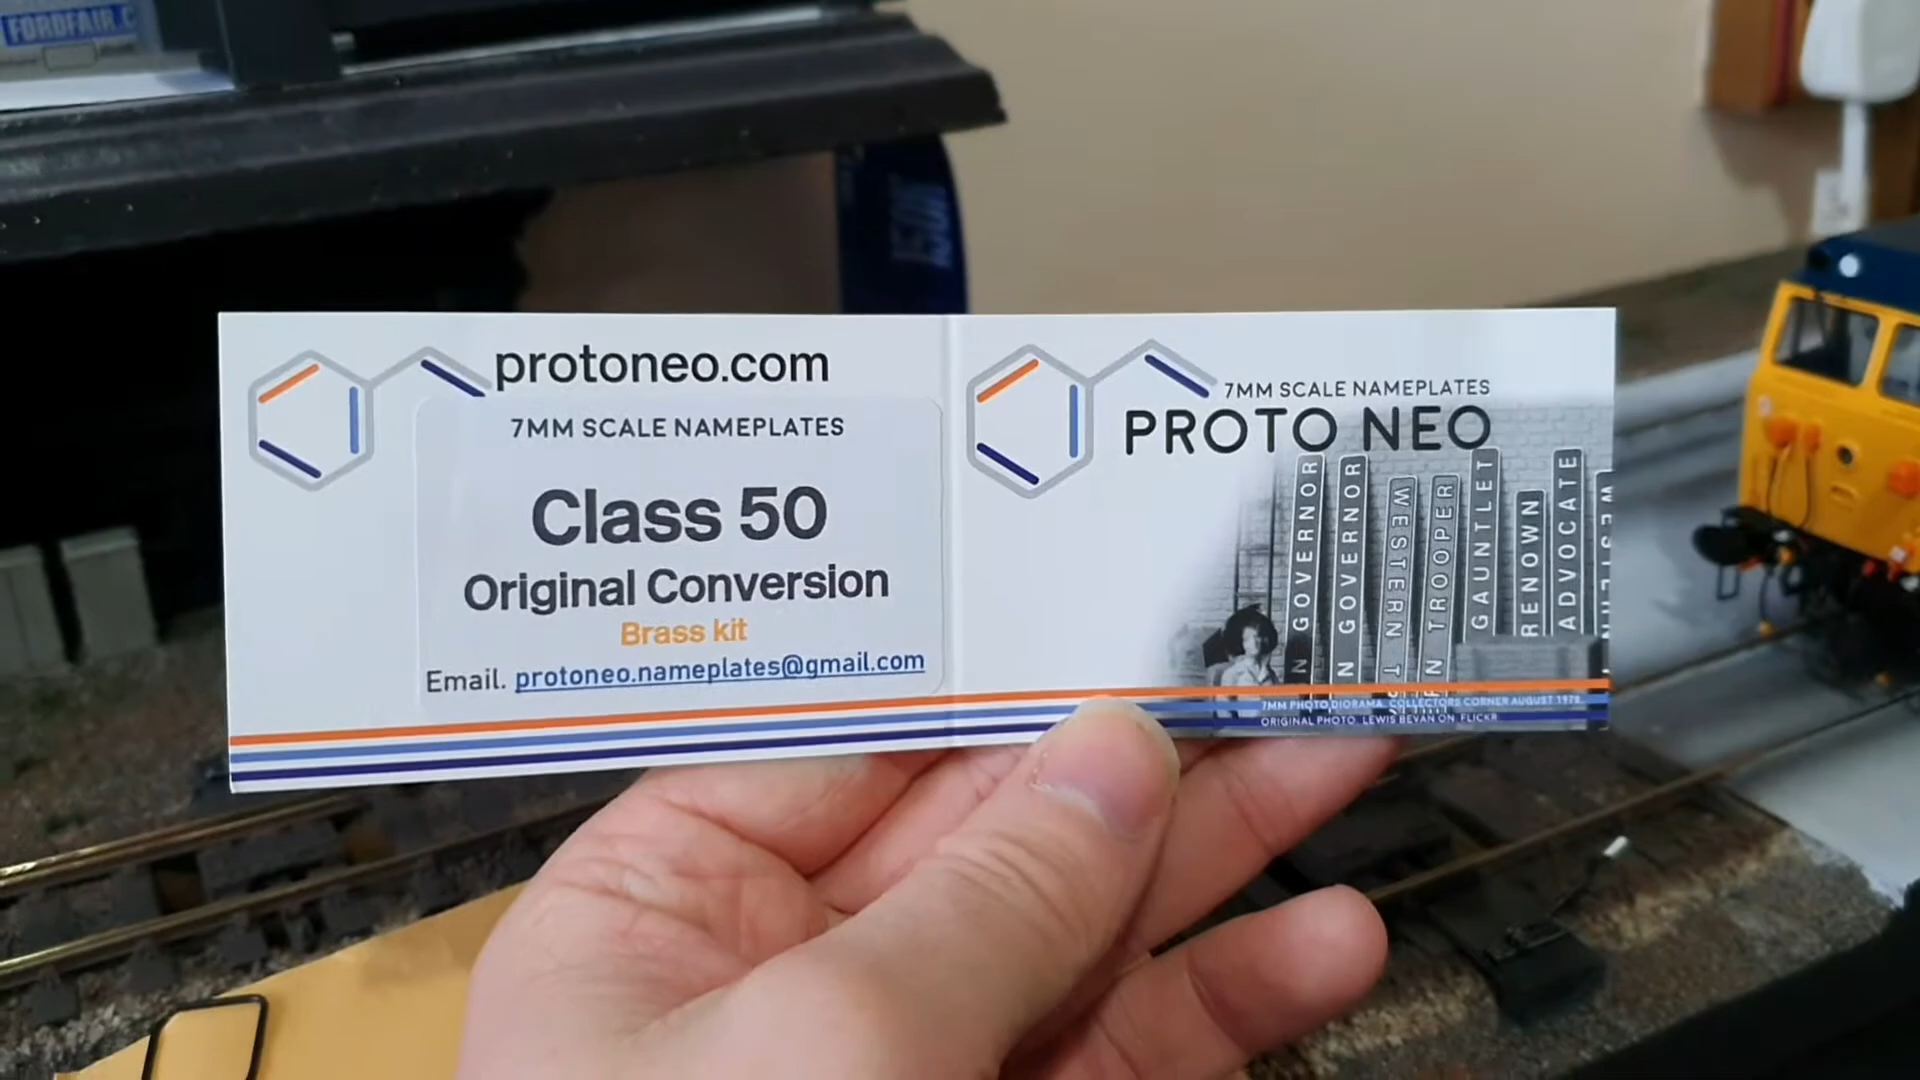 FORDFAIR.C
protoneo.com
7MM SCALE NAMEPLATES
Class 50
Original Conversion
Brass kit
Email. protoneo.nameplates@gmail.com
7MM SCALE NAMEPLATES
PROTO NEO
N GOVERNOR
N GOVERNOR
WESTERN T
N TROOPER
GAUNTLET
RENOWN
ADVOCATE
7MM PHOTO DIORAMA COLLECTORS CORNER AUGUST 1978
ORIGINAL PHOTO LEWIS BEVAN ON FLICKR